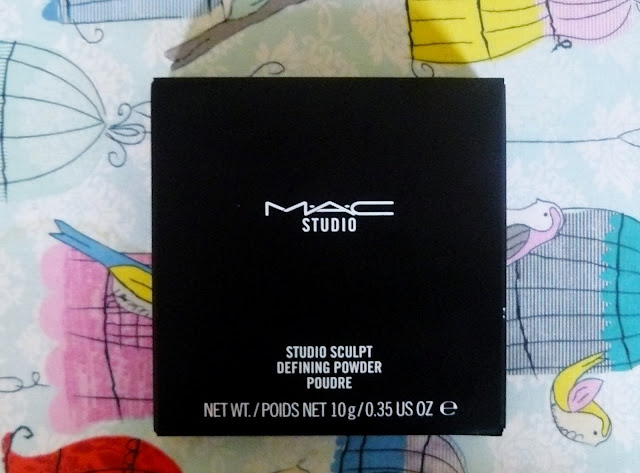 M·A·C
STUDIO
STUDIO SCULPT
DEFINING POWDER
POUDRE
NET WT. / POIDS NET 10 g / 0.35 US OZ ℮